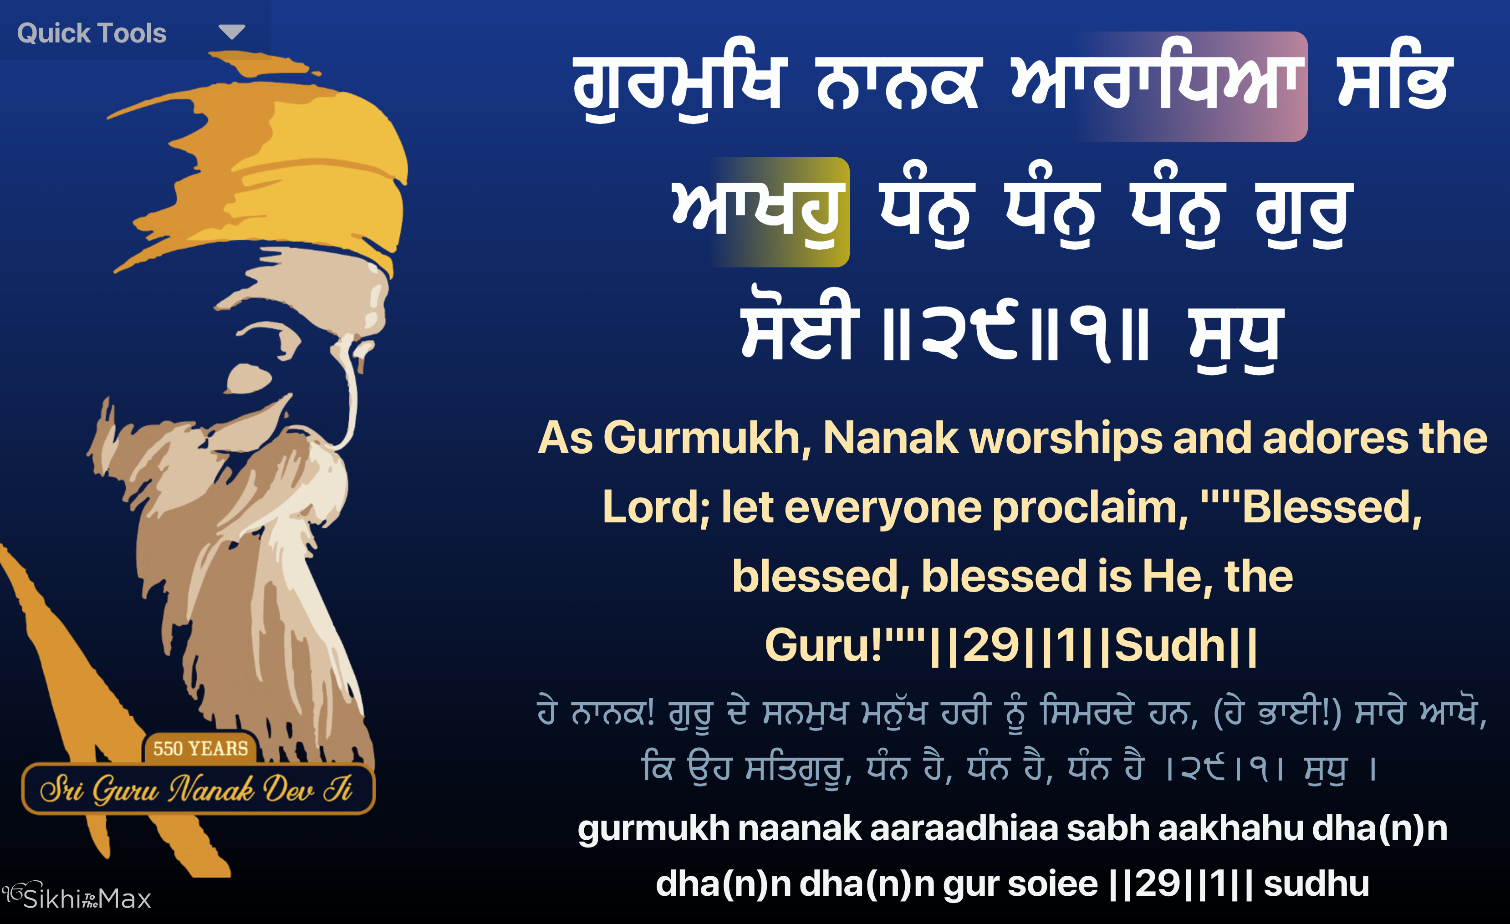 Quick Tools
ਗੁਰਮੁਖਿ ਨਾਨਕ ਆਰਾਧਿਆ ਸਭਿ
ਆਖਹੁ ਧੰਨੁ ਧੰਨੁ ਧੰਨੁ ਗੁਰੁ
ਸੋਈ ॥੨੯॥੧॥ ਸੁਧੁ
As Gurmukh, Nanak worships and adores the
Lord; let everyone proclaim, """Blessed,
blessed, blessed is He, the
Guru!"""||29||1||Sudh||
ਹੇ ਨਾਨਕ! ਗੁਰੂ ਦੇ ਸਨਮੁਖ ਮਨੁੱਖ ਹਰੀ ਨੂੰ ਸਿਮਰਦੇ ਹਨ, (ਹੇ ਭਾਈ!) ਸਾਰੇ ਆਖੋ,
ਕਿ ਉਹ ਸਤਿਗੁਰੂ, ਧੰਨ ਹੈ, ਧੰਨ ਹੈ, ਧੰਨ ਹੈ ।੨੯।੧। ਸੁਧੁ ।
gurmukh naanak aaraadhiaa sabh aakhahu dha(n)n
dha(n)n dha(n)n gur soiee ||29||1|| sudhu
550 YEARS
Sri Guru Nanak Dev Ji
ੴSikhiToTheMax